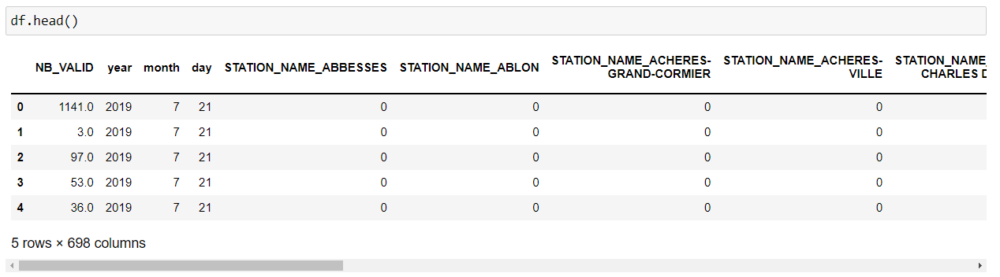 df.head()
NB_VALID year month day STATION_NAME_ABBESSES STATION_NAME_ABLON STATION_NAME_ACHERES- STATION_NAME_ACHERES- STATION_NAME_
GRAND-CORMIER VILLE CHARLES D
0 1141.0 2019 7 21 0 0 0 0
1 3.0 2019 7 21 0 0 0 0
2 97.0 2019 7 21 0 0 0 0
3 53.0 2019 7 21 0 0 0 0
4 36.0 2019 7 21 0 0 0 0
5 rows × 698 columns